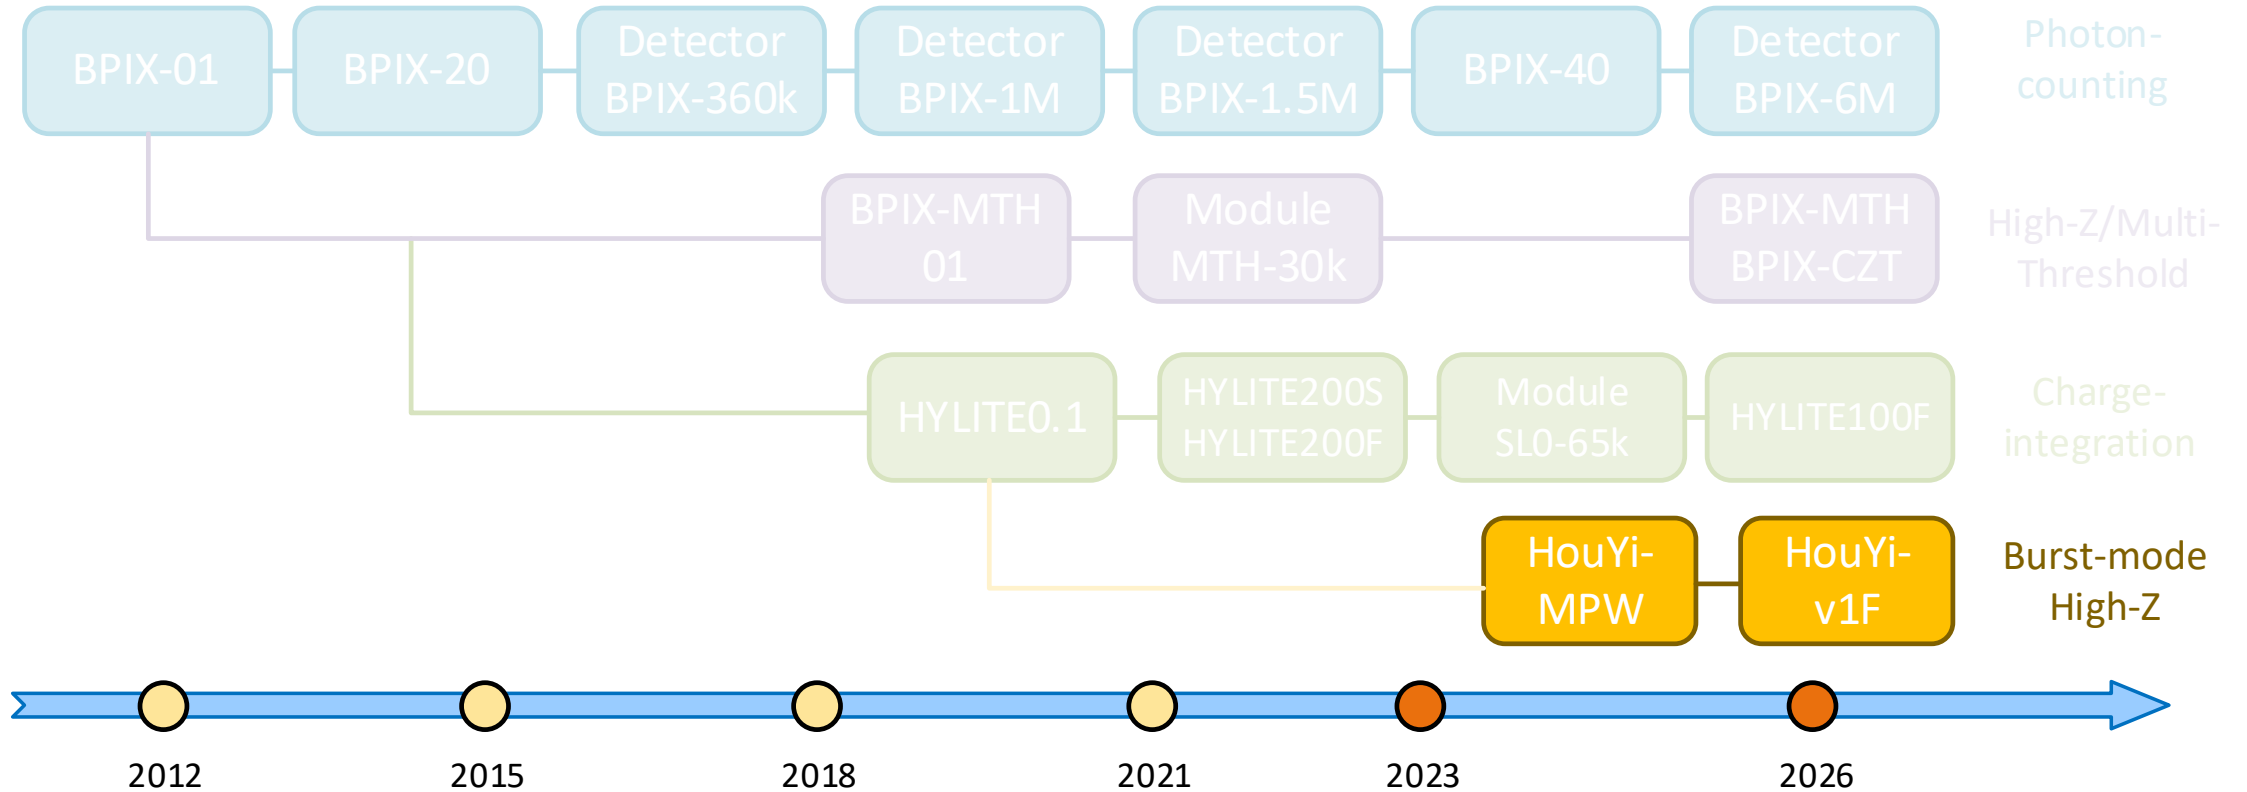 BPIX-01
BPIX-20
Detector
BPIX-360k
Detector
BPIX-1M
Detector
BPIX-1.5M
BPIX-40
Detector
BPIX-6M
Photon-
counting
BPIX-MTH
01
Module
MTH-30k
BPIX-MTH
BPIX-CZT
High-Z/Multi-
Threshold
HYLITE0.1
HYLITE200S
HYLITE200F
Module
SL0-65k
HYLITE100F
Charge-
integration
HouYi-
MPW
HouYi-
v1F
Burst-mode
High-Z
2012
2015
2018
2021
2023
2026